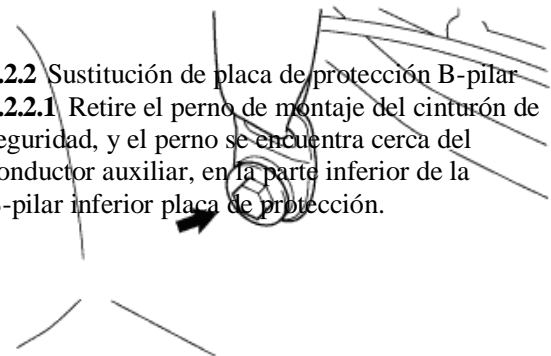 .2.2 Sustitución de placa de protección B-pilar
.2.2.1 Retire el perno de montaje del cinturón de
eguridad, y el perno se encuentra cerca del
onductor auxiliar, en la parte inferior de la
-pilar inferior placa de protección.